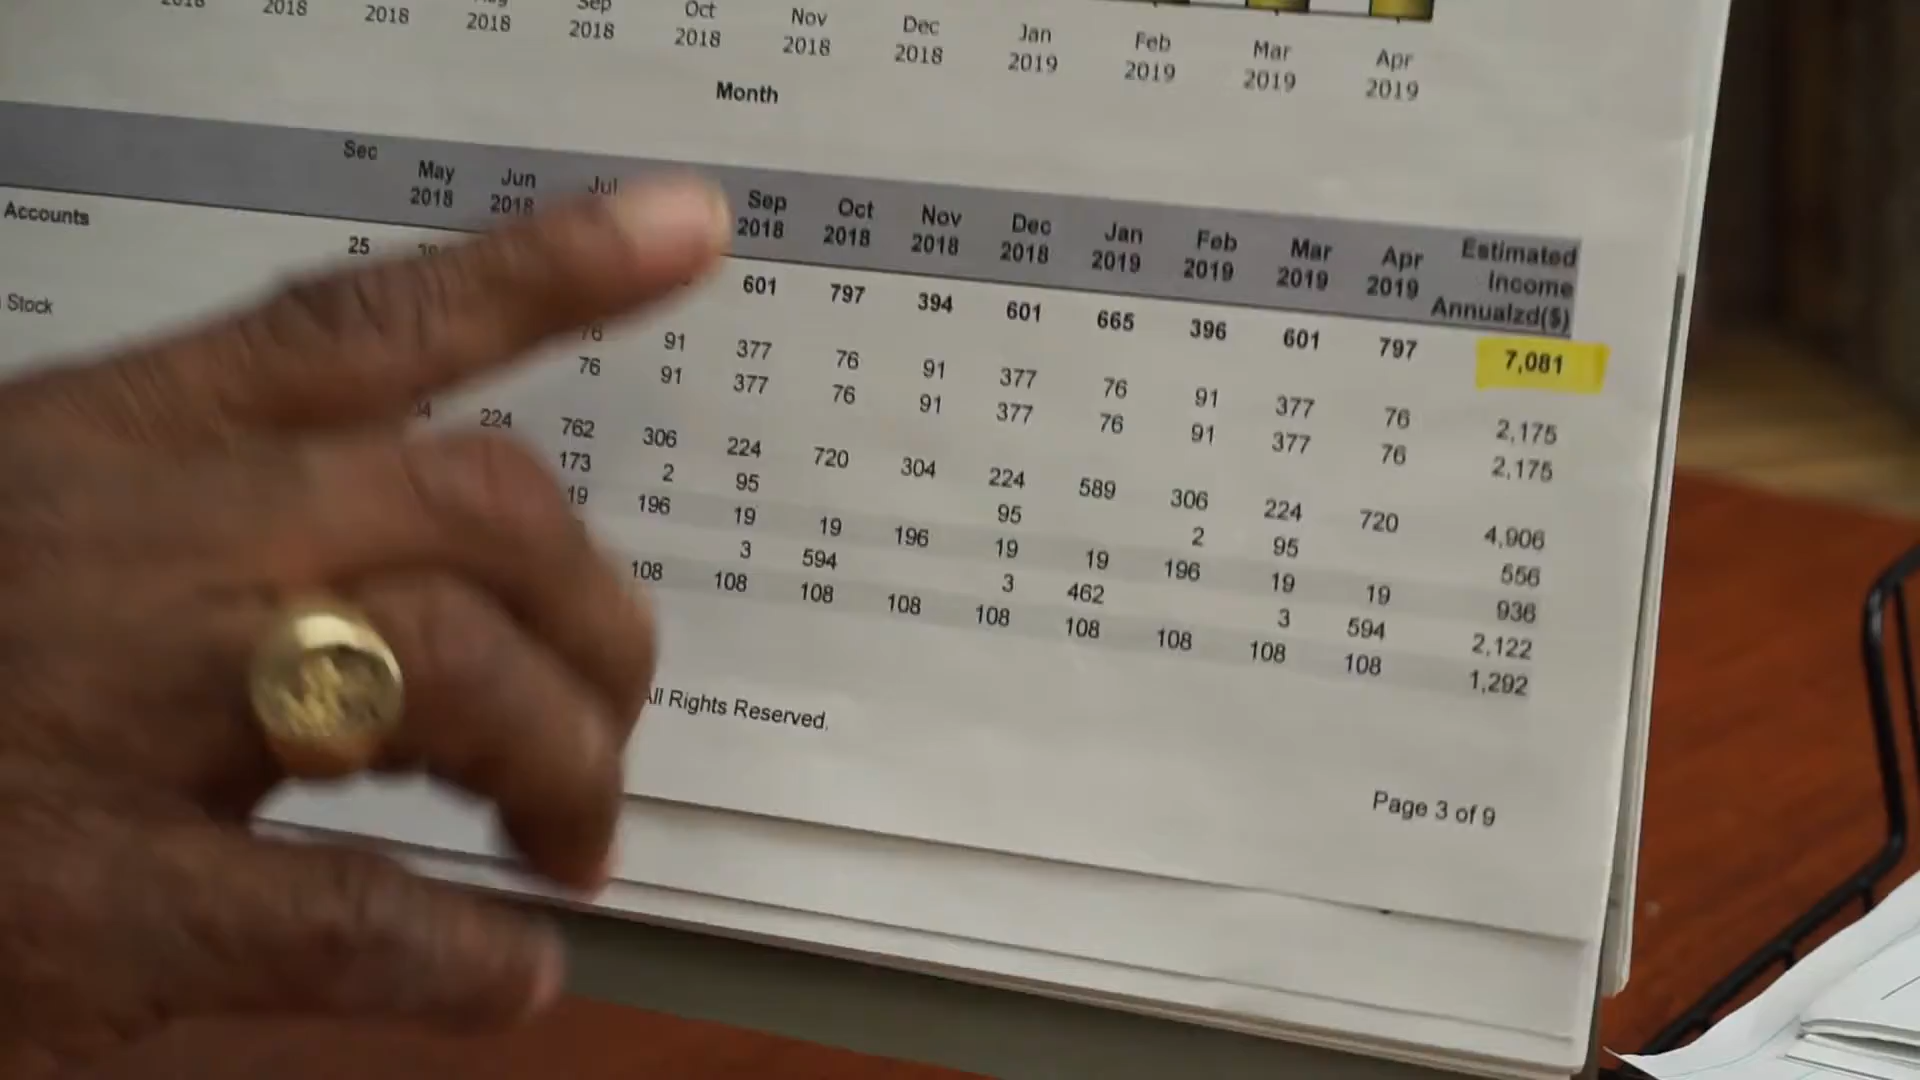 2018 2018 2018 Sep 2018 Oct 2018 Nov 2018 Dec 2018 Jan 2019 Feb 2019 Mar 2019 Apr 2019
Month
Sec May 2018 Jun 2018 Jul Sep 2018 Oct 2018 Nov 2018 Dec 2018 Jan 2019 Feb 2019 Mar 2019 Apr 2019 Estimated Income Annualzd($)
Accounts 25 601 797 394 601 665 396 601 797 7,081
Stock 76 91 377 76 91 377 76 91 377 76 2,175
76 91 377 76 91 377 76 91 377 76 2,175
224 762 306 224 720 304 224 589 306 224 720 4,906
173 2 95 95 2 95 556
19 196 19 19 196 19 19 196 19 19 936
3 594 3 462 3 594 2,122
108 108 108 108 108 108 108 108 108 1,292
All Rights Reserved.
Page 3 of 9